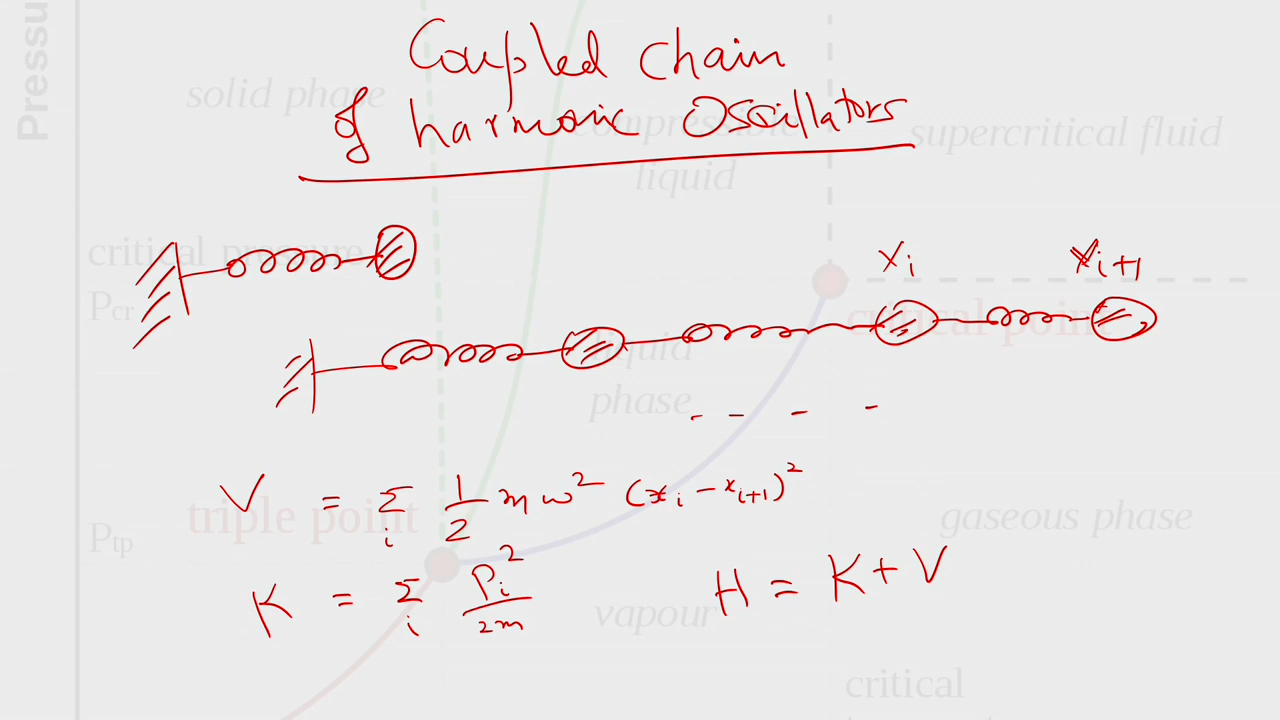 Coupled chain
of harmonic Oscillators
Pressu
solid phase
compressible
liquid
supercritical fluid
critical pressure
Pcr
xi xi+1
critical point
liquid
phase
- - - -
V = Σi 1/2 mω² (xi - xi+1)²
triple point
Ptp
gaseous phase
K = Σi Pi²/2m
H = K + V
vapour
critical